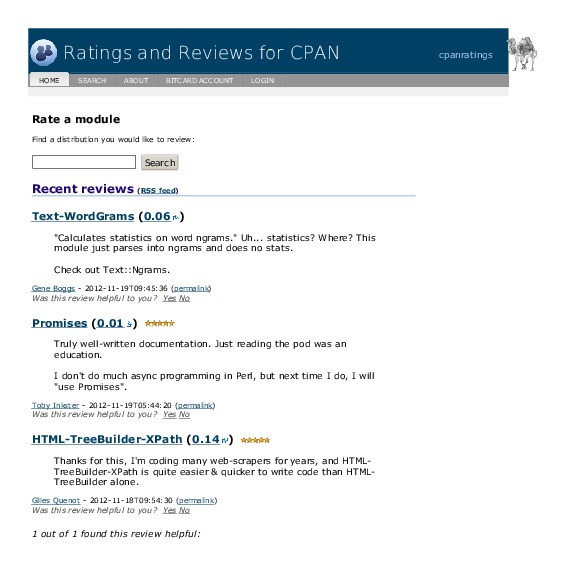 Ratings and Reviews for CPAN
cpanratings
HOME SEARCH ABOUT BITCARD ACCOUNT LOGIN
Rate a module
Find a distribution you would like to review:
Search
Recent reviews (RSS feed)
Text-WordGrams (0.06)
"Calculates statistics on word ngrams." Uh... statistics? Where? This
module just parses into ngrams and does no stats.
Check out Text::Ngrams.
Gene Boggs - 2012-11-19T09:45:36 (permalink)
Was this review helpful to you? Yes No
Promises (0.01)
Truly well-written documentation. Just reading the pod was an
education.
I don't do much async programming in Perl, but next time I do, I will
"use Promises".
Toby Inkster - 2012-11-19T05:44:20 (permalink)
Was this review helpful to you? Yes No
HTML-TreeBuilder-XPath (0.14)
Thanks for this, I'm coding many web-scrapers for years, and HTML-
TreeBuilder-XPath is quite easier & quicker to write code than HTML-
TreeBuilder alone.
Gilles Quenot - 2012-11-18T09:54:30 (permalink)
Was this review helpful to you? Yes No
1 out of 1 found this review helpful: